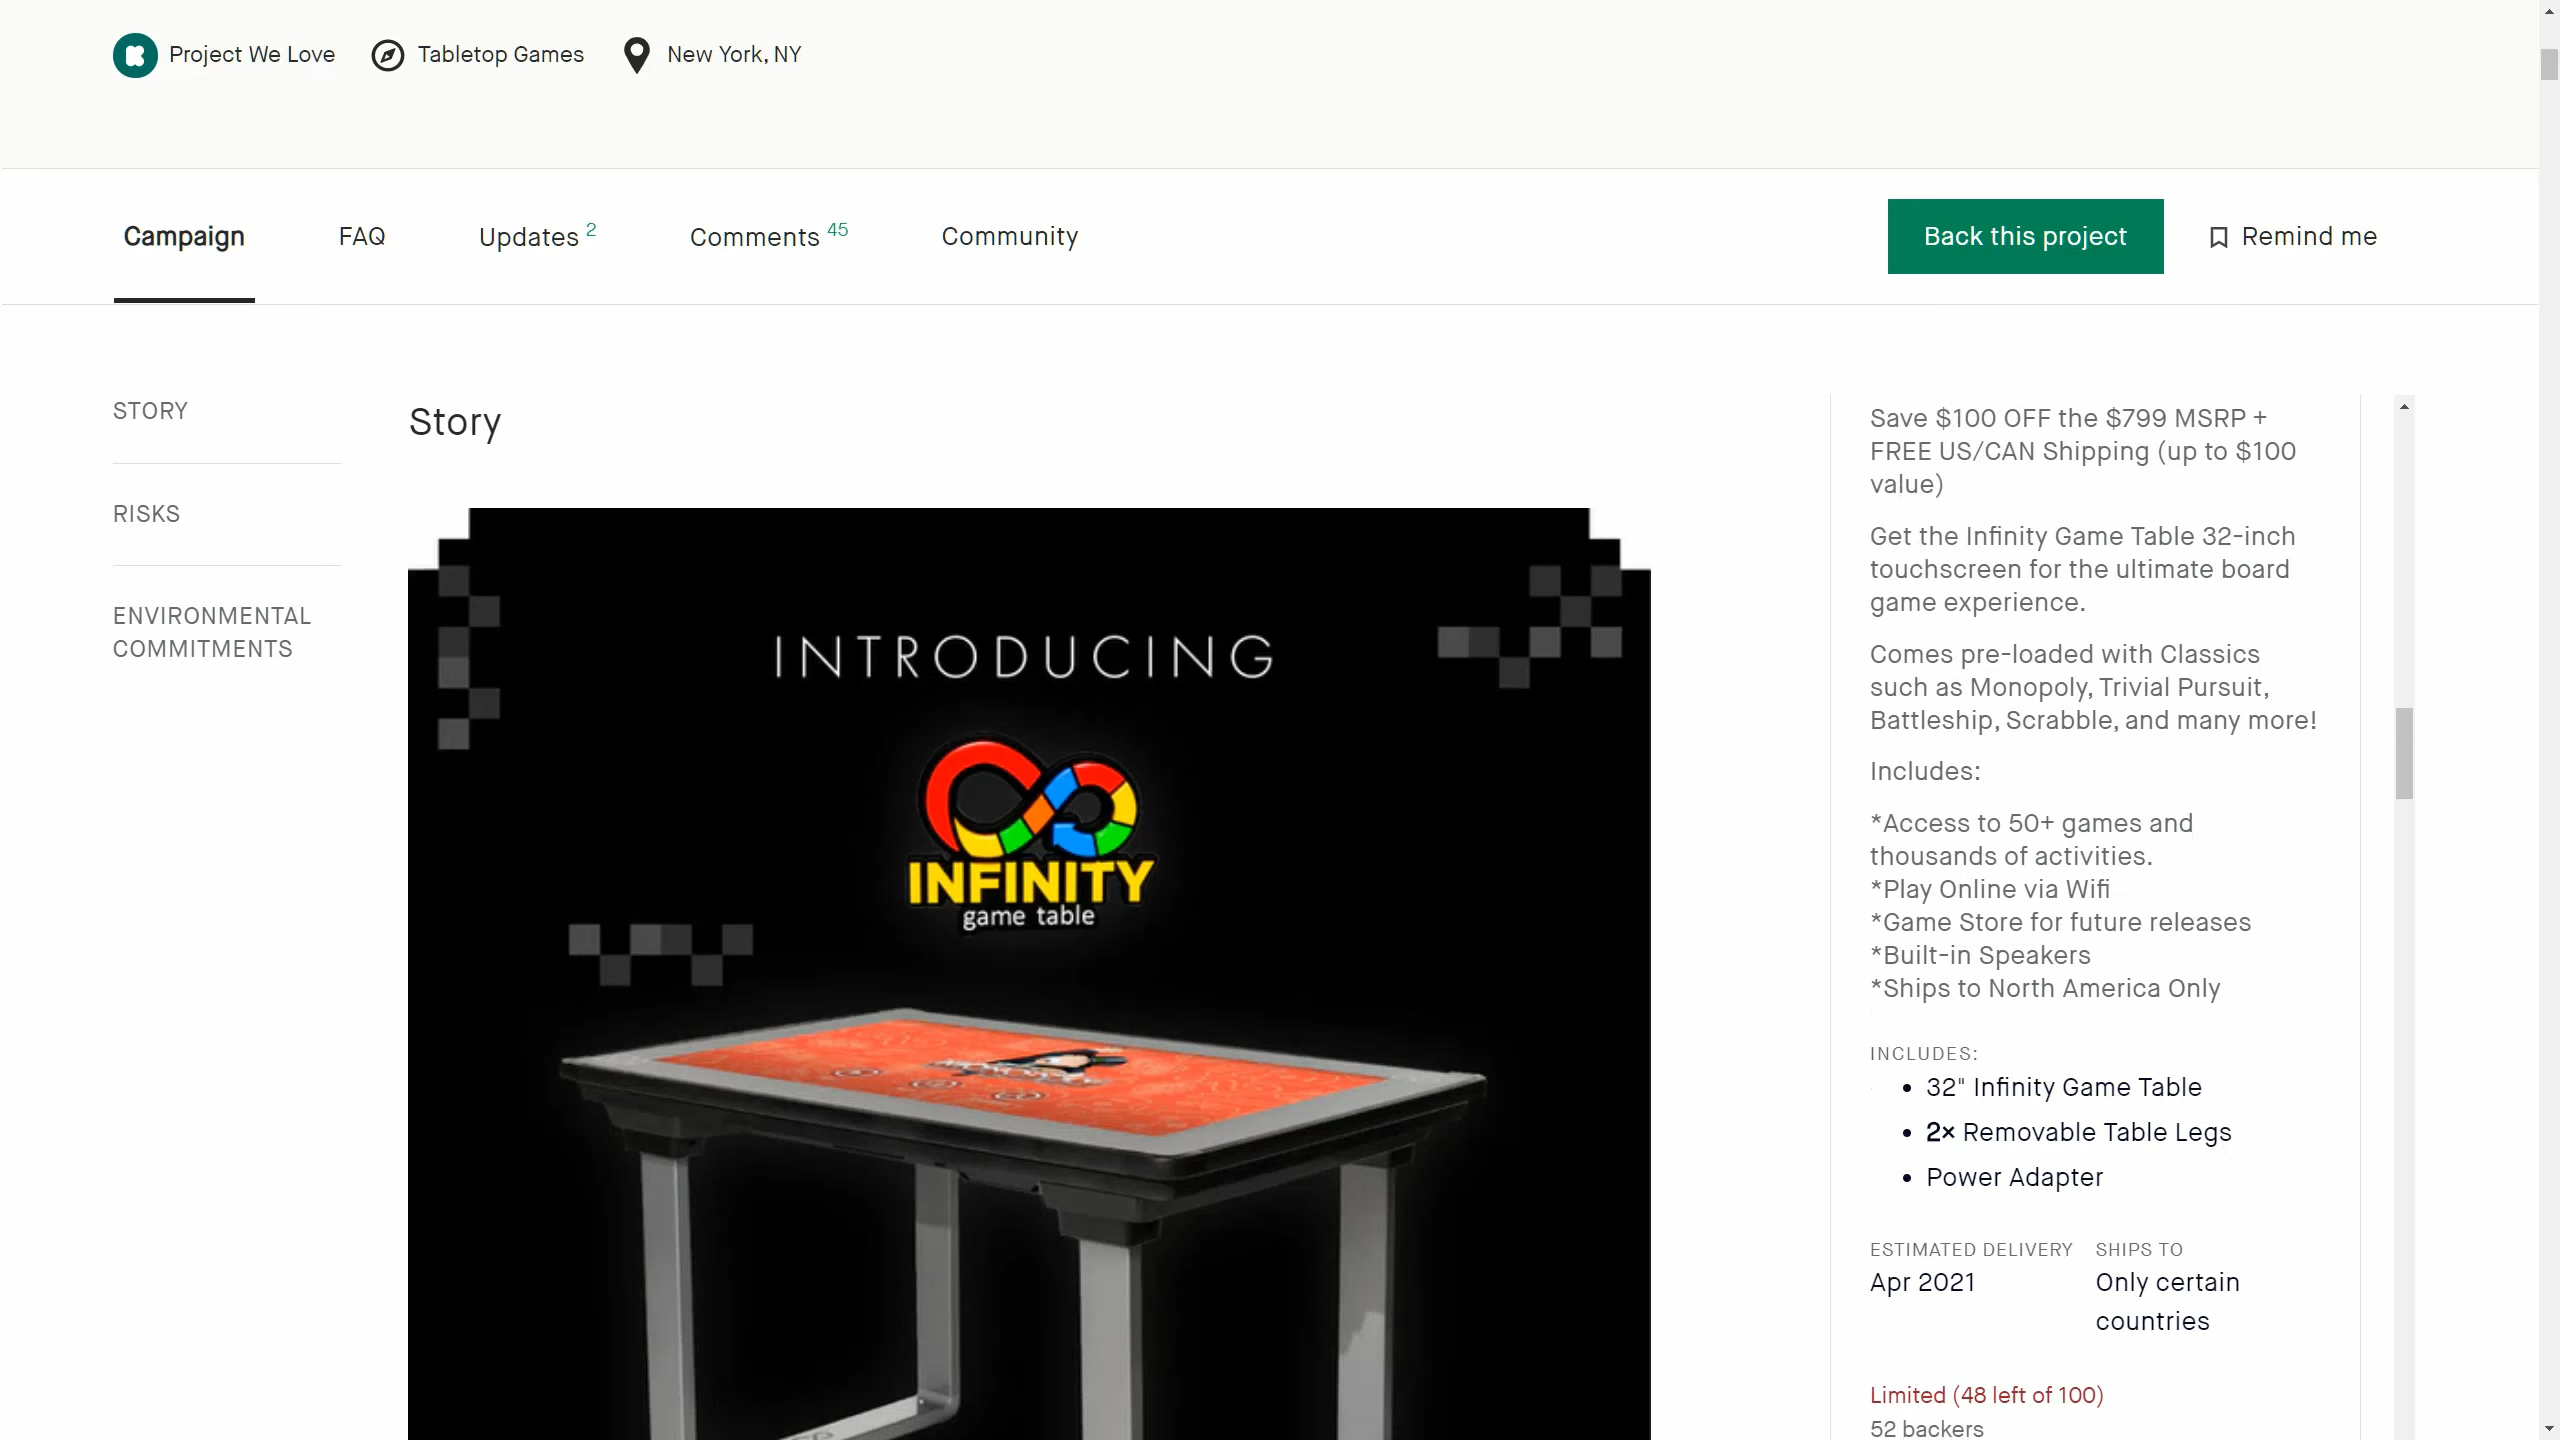 Project We Love
Tabletop Games
New York, NY
Campaign
FAQ
Updates 2
Comments 45
Community
Back this project
Remind me
STORY
RISKS
ENVIRONMENTAL
COMMITMENTS
Story
INTRODUCING
INFINITY
game table
Save $100 OFF the $799 MSRP +
FREE US/CAN Shipping (up to $100
value)
Get the Infinity Game Table 32-inch
touchscreen for the ultimate board
game experience.
Comes pre-loaded with Classics
such as Monopoly, Trivial Pursuit,
Battleship, Scrabble, and many more!
Includes:
*Access to 50+ games and
thousands of activities.
*Play Online via Wifi
*Game Store for future releases
*Built-in Speakers
*Ships to North America Only
INCLUDES:
• 32" Infinity Game Table
• 2× Removable Table Legs
• Power Adapter
ESTIMATED DELIVERY
Apr 2021
SHIPS TO
Only certain
countries
Limited (48 left of 100)
52 backers